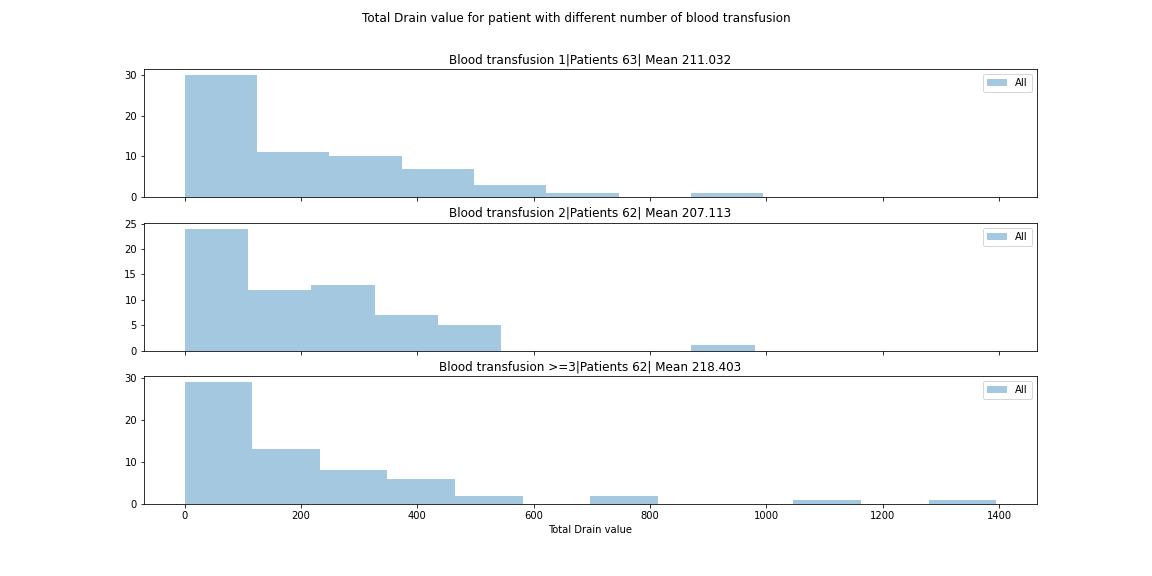 Total Drain value for patient with different number of blood transfusion
Blood transfusion 1|Patients 63| Mean 211.032
30
20
10
0
All
Blood transfusion 2|Patients 62| Mean 207.113
25
20
15
10
5
0
All
Blood transfusion >=3|Patients 62| Mean 218.403
30
20
10
0
All
0 200 400 600 800 1000 1200 1400
Total Drain value